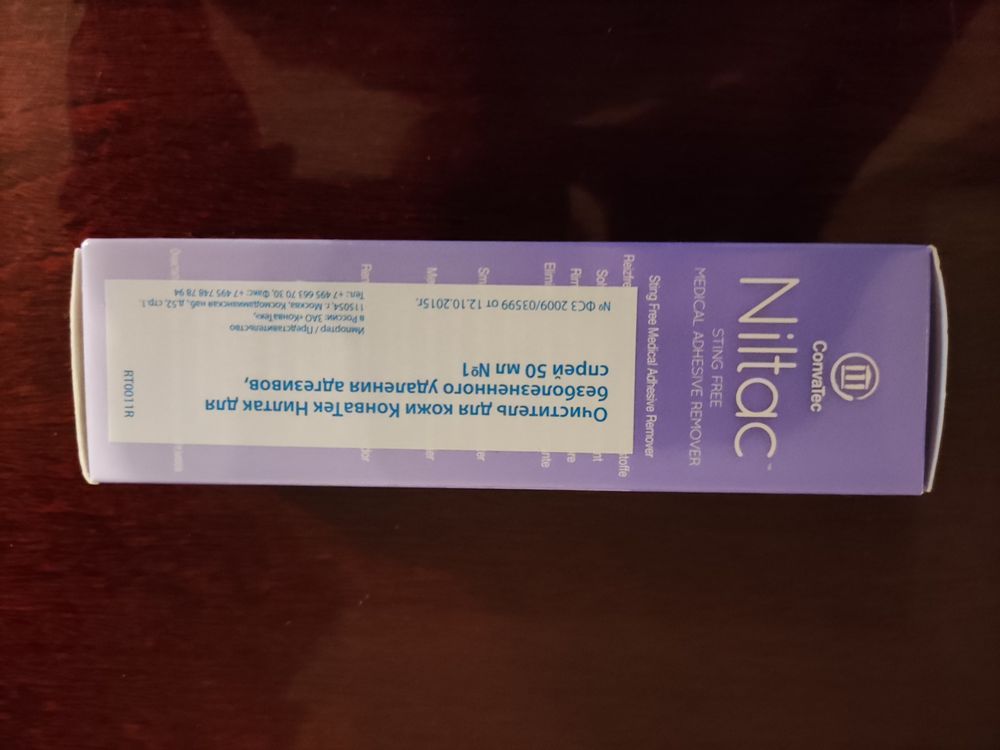 ConvaTec
Niltac™
STING FREE
MEDICAL ADHESIVE REMOVER
Sting Free Medical Adhesive Remover
Очиститель для кожи КонваТек Нилтак для
безболезненного удаления адгезивов,
спрей 50 мл №1
№ ФСЗ 2009/03599 от 12.10.2015г.
Импортер / Представительство
в России: ЗАО «КонваТек»,
115054, г. Москва, Космодамианская наб., д.52, стр.1.
Тел.: +7 495 663 70 30, Факс: +7 495 748 78 94
RT0011R